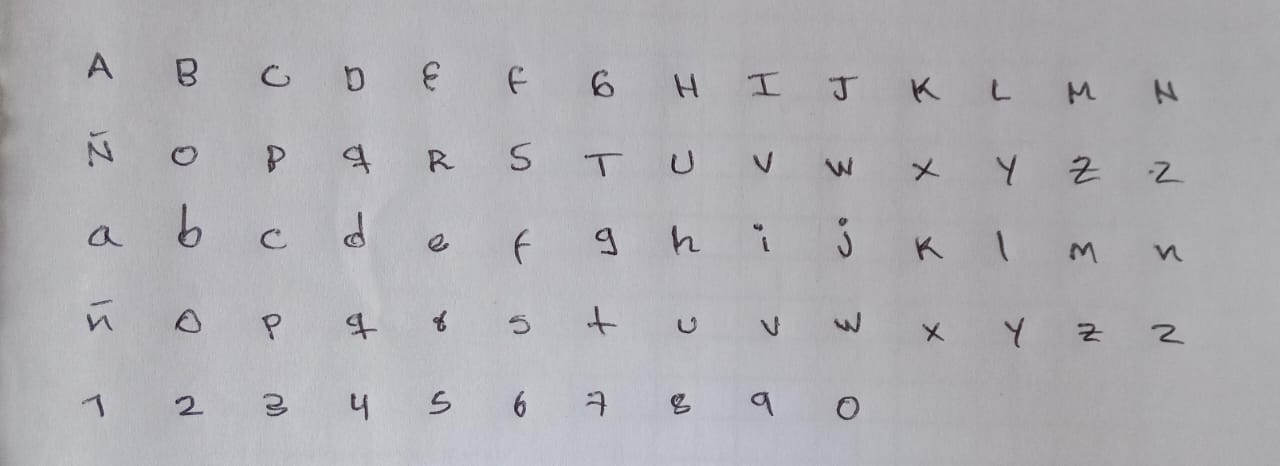 A B C D E F G H I J K L M N
Ñ O P q R S T U V W X Y Z Z
a b c d e f g h i j k l m n
ñ o p q r s t u v w x y z z
1 2 3 4 5 6 7 8 9 0